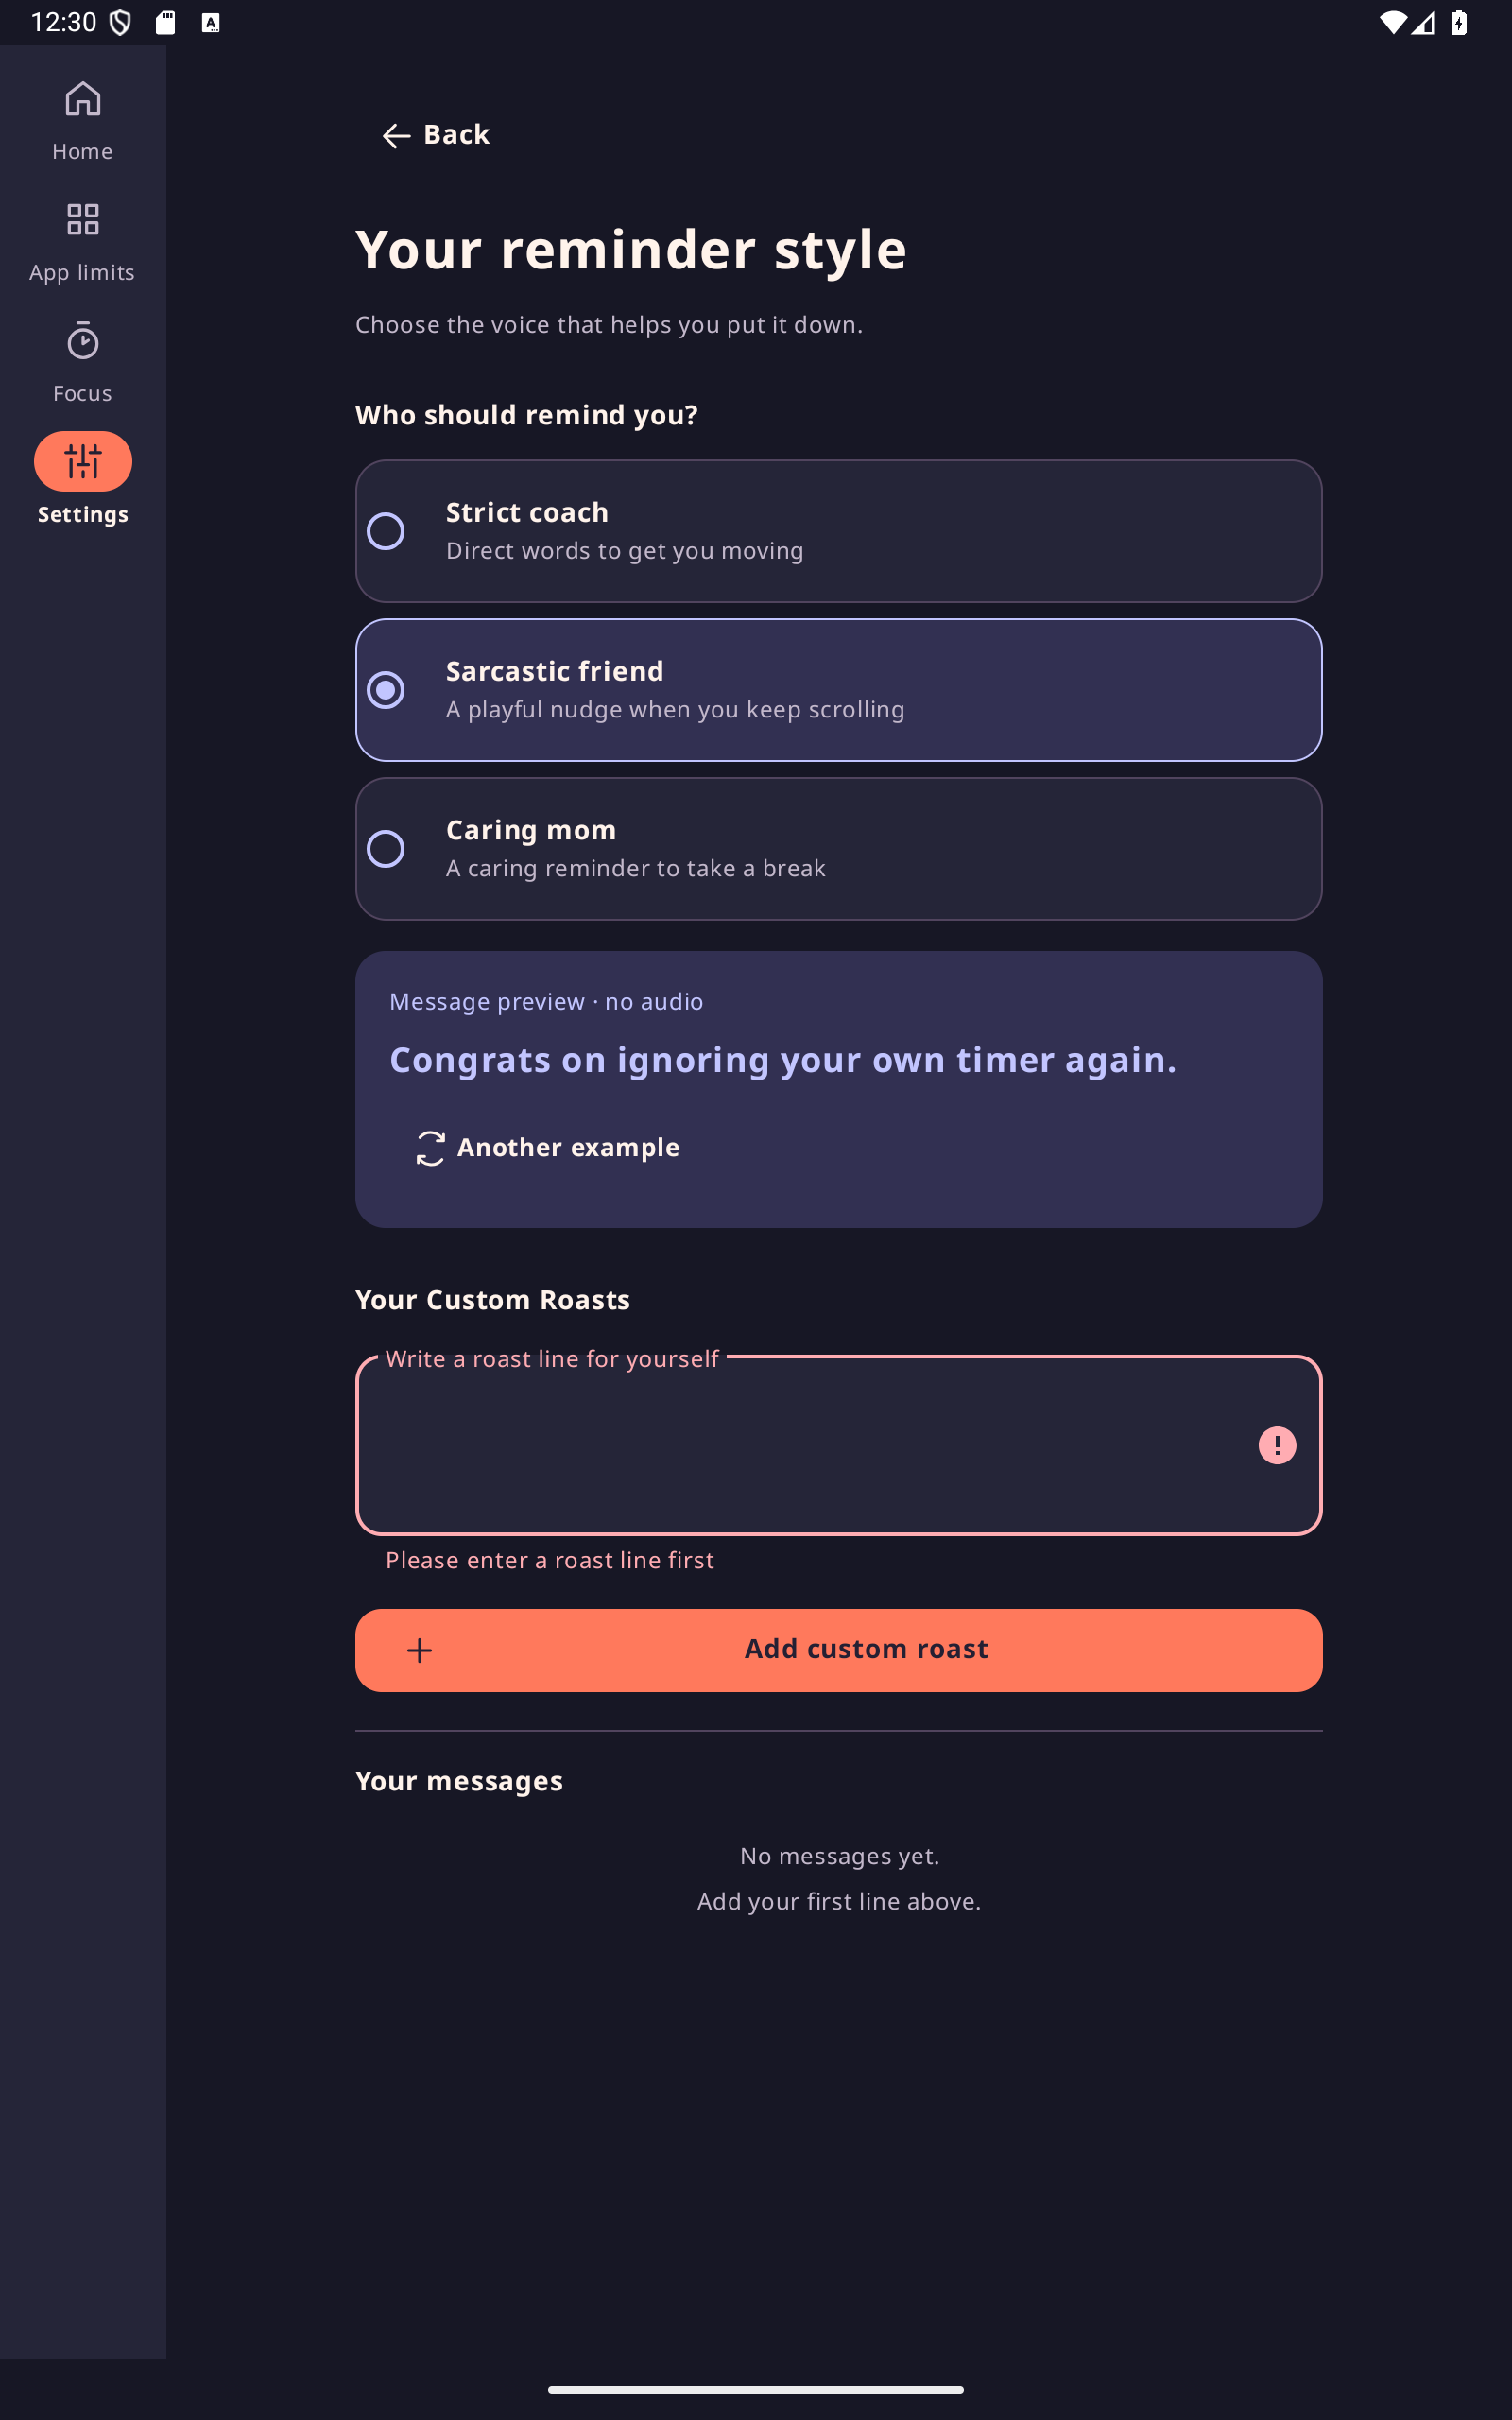 12:30
Home
App limits
Focus
Settings
Back
Your reminder style
Choose the voice that helps you put it down.
Who should remind you?
Strict coach
Direct words to get you moving
Sarcastic friend
A playful nudge when you keep scrolling
Caring mom
A caring reminder to take a break
Message preview · no audio
Congrats on ignoring your own timer again.
Another example
Your Custom Roasts
Write a roast line for yourself
Please enter a roast line first
Add custom roast
Your messages
No messages yet.
Add your first line above.